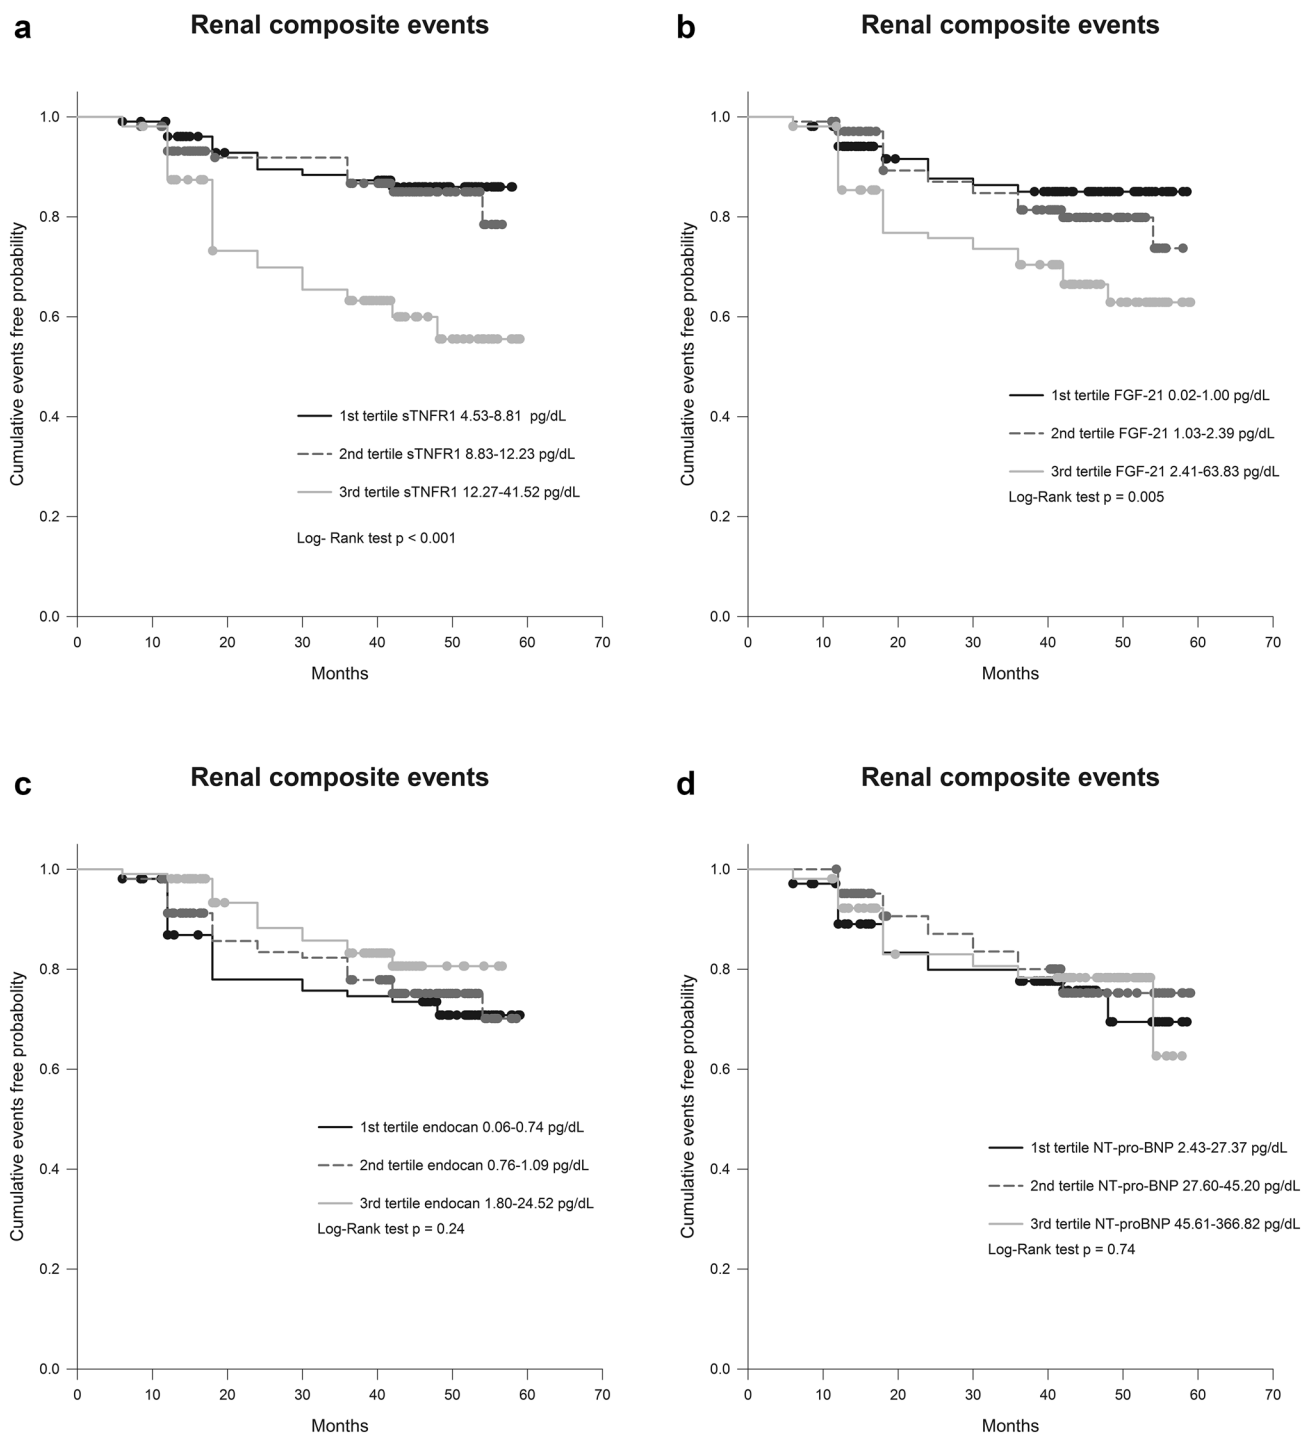 a
Renal composite events
1.0
0.8
0.6
0.4
0.2
0.0
Cumulative events free probability
1st tertile sTNFR1 4.53-8.81 pg/dL
2nd tertile sTNFR1 8.83-12.23 pg/dL
3rd tertile sTNFR1 12.27-41.52 pg/dL
Log- Rank test p < 0.001
0 10 20 30 40 50 60 70
Months
b
Renal composite events
1.0
0.8
0.6
0.4
0.2
0.0
Cumulative events free probability
1st tertile FGF-21 0.02-1.00 pg/dL
2nd tertile FGF-21 1.03-2.39 pg/dL
3rd tertile FGF-21 2.41-63.83 pg/dL
Log-Rank test p = 0.005
0 10 20 30 40 50 60 70
Months
c
Renal composite events
1.0
0.8
0.6
0.4
0.2
0.0
Cumulative events free probobility
1st tertile endocan 0.06-0.74 pg/dL
2nd tertile endocan 0.76-1.09 pg/dL
3rd tertile endocan 1.80-24.52 pg/dL
Log-Rank test p = 0.24
0 10 20 30 40 50 60 70
Months
d
Renal composite events
1.0
0.8
0.6
0.4
0.2
0.0
Cumulative events free probability
1st tertile NT-pro-BNP 2.43-27.37 pg/dL
2nd tertile NT-pro-BNP 27.60-45.20 pg/dL
3rd tertile NT-proBNP 45.61-366.82 pg/dL
Log-Rank test p = 0.74
0 10 20 30 40 50 60 70
Months